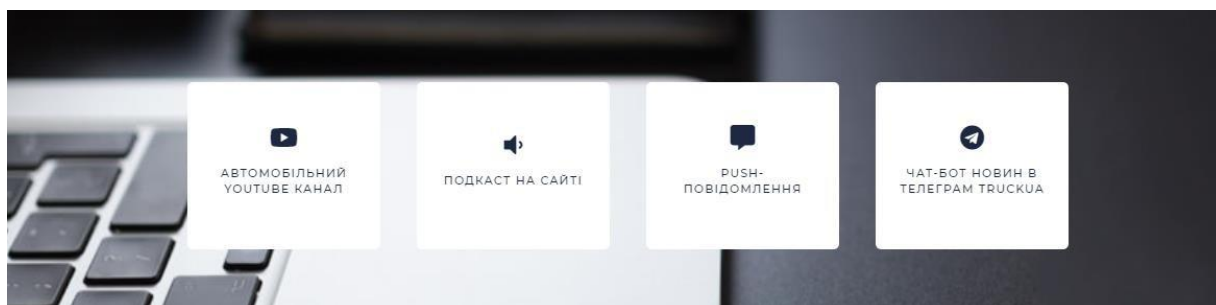 АВТОМОБІЛЬНИЙ
YOUTUBE КАНАЛ
ПОДКАСТ НА САЙТІ
PUSH-
ПОВІДОМЛЕННЯ
ЧАТ-БОТ НОВИН В
ТЕЛЕГРАМ TRUCKUA